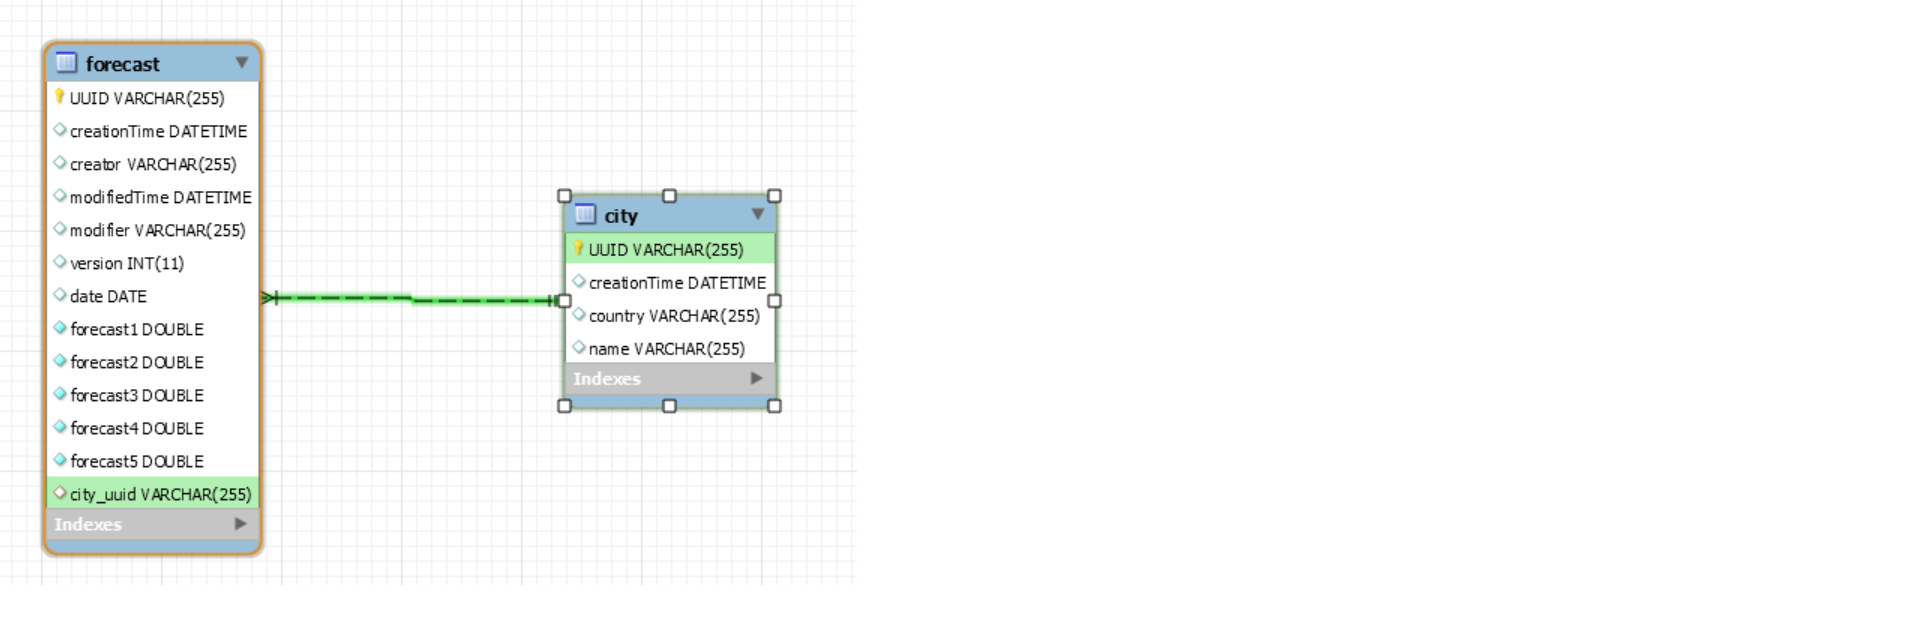 forecast
UUID VARCHAR(255)
creationTime DATETIME
creator VARCHAR(255)
modifiedTime DATETIME
modifier VARCHAR(255)
version INT(11)
date DATE
forecast1 DOUBLE
forecast2 DOUBLE
forecast3 DOUBLE
forecast4 DOUBLE
forecast5 DOUBLE
city_uuid VARCHAR(255)
Indexes
city
UUID VARCHAR(255)
creationTime DATETIME
country VARCHAR(255)
name VARCHAR(255)
Indexes